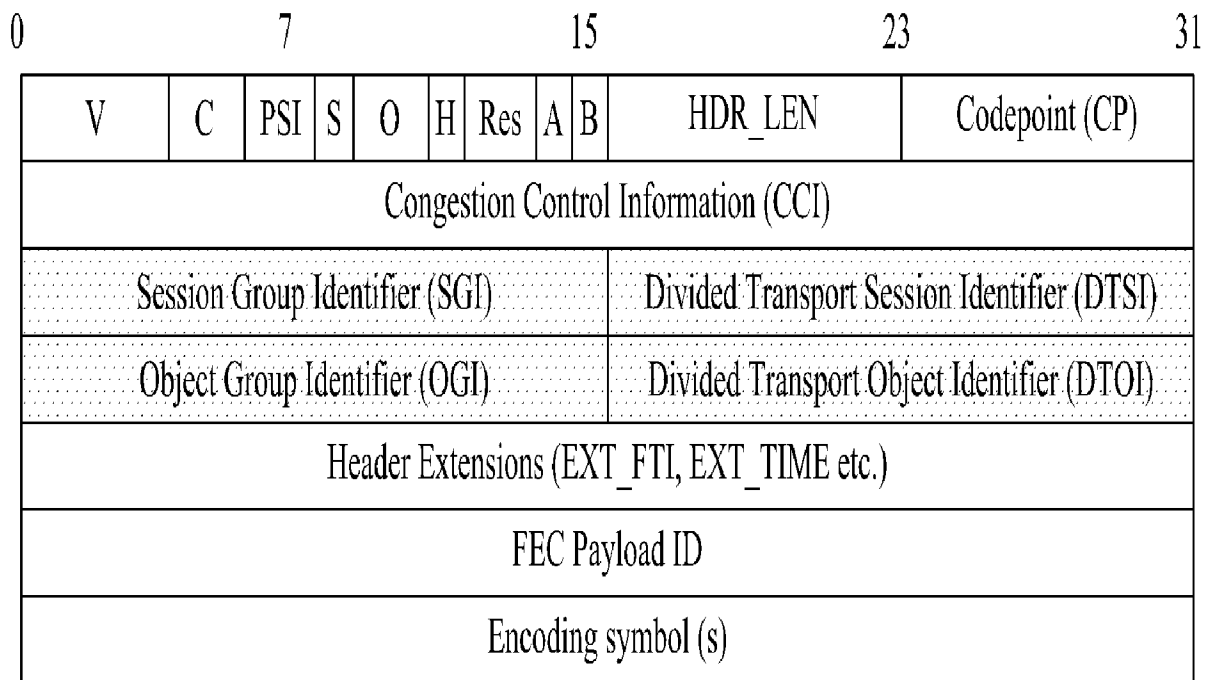 0 7 15 23 31
V C PSI S O H Res A B HDR_LEN Codepoint (CP)
Congestion Control Information (CCI)
Session Group Identifier (SGI) Divided Transport Session Identifier (DTSI)
Object Group Identifier (OGI) Divided Transport Object Identifier (DTOI)
Header Extensions (EXT_FTI, EXT_TIME etc.)
FEC Payload ID
Encoding symbol (s)